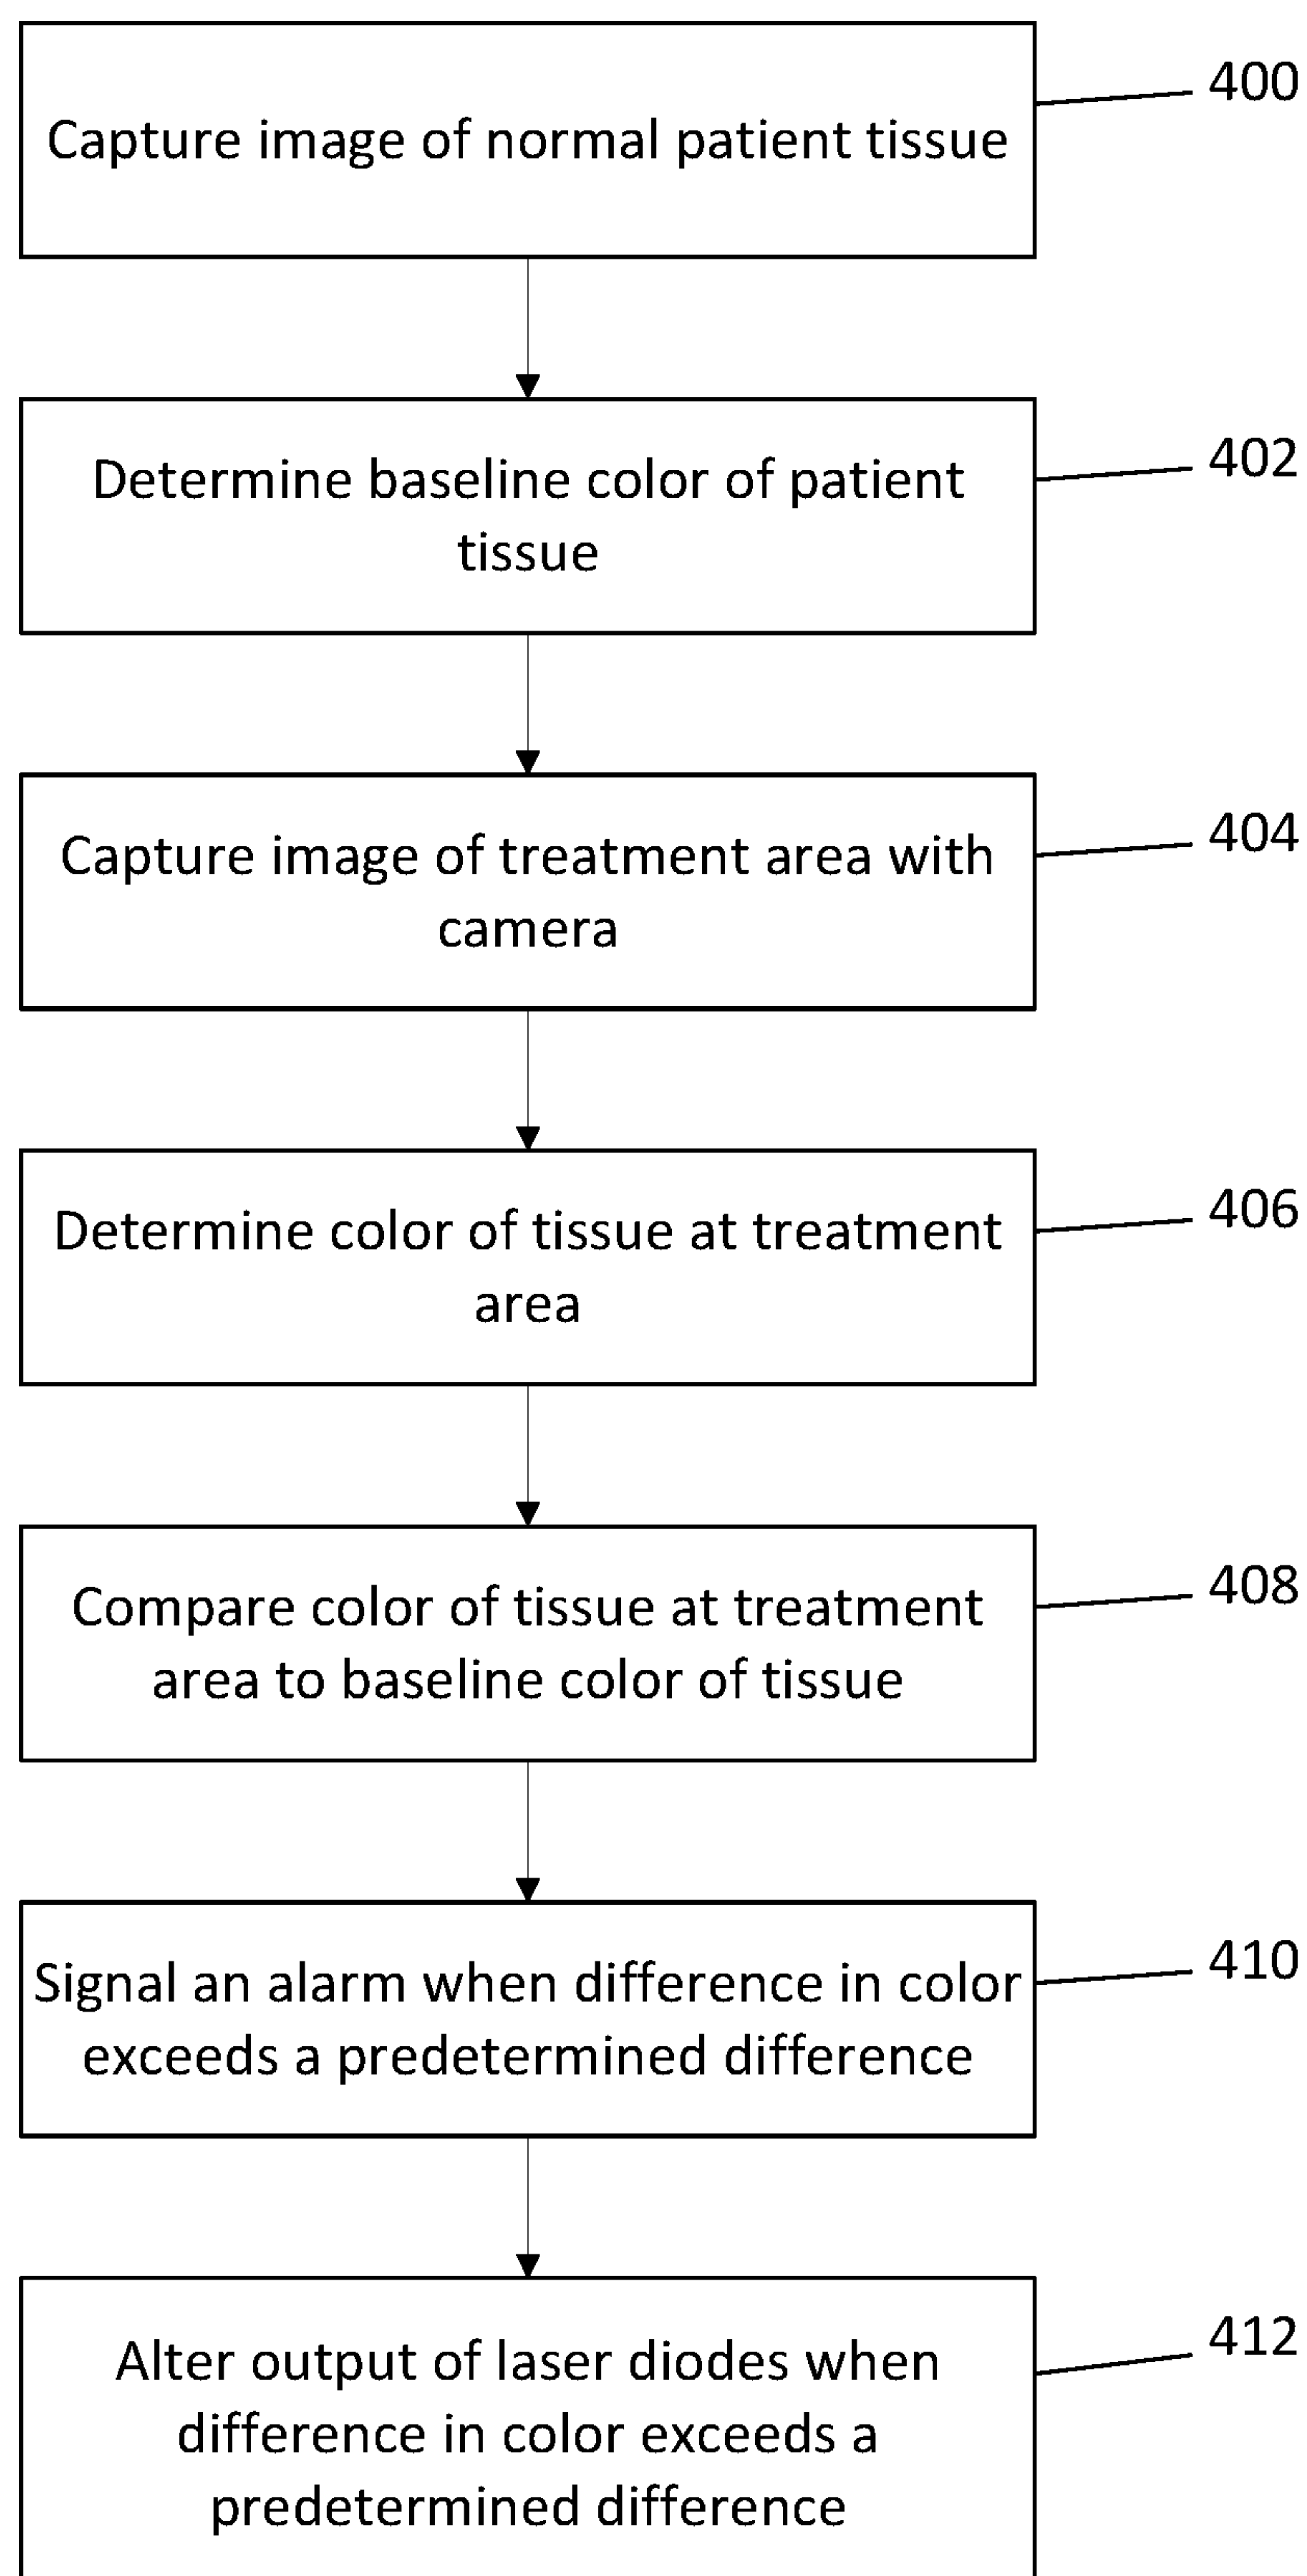 Capture image of normal patient tissue
400
Determine baseline color of patient
tissue
402
Capture image of treatment area with
camera
404
Determine color of tissue at treatment
area
406
Compare color of tissue at treatment
area to baseline color of tissue
408
Signal an alarm when difference in color
exceeds a predetermined difference
410
Alter output of laser diodes when
difference in color exceeds a
predetermined difference
412